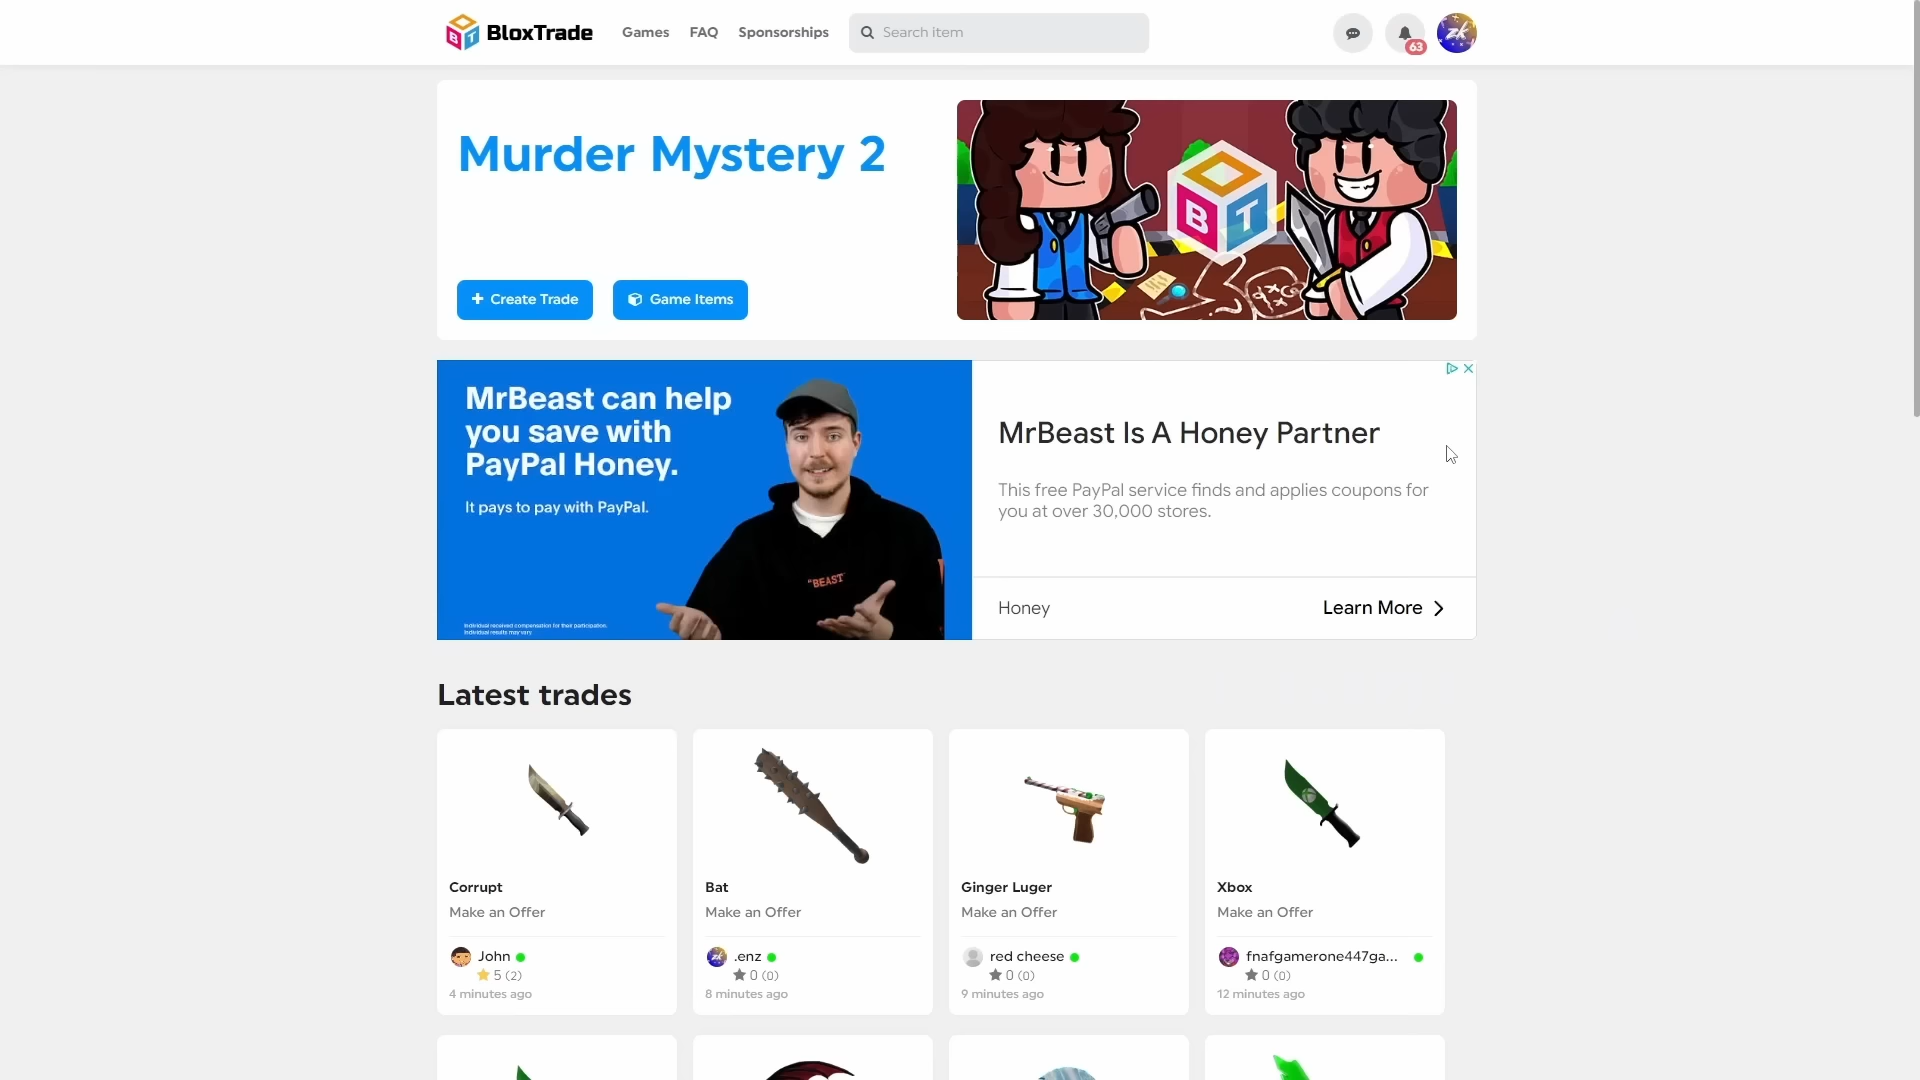 BT BloxTrade Games FAQ Sponsorships Search item 63
zk
Murder Mystery 2
BT
Create Trade Game Items
MrBeast can help
you save with
PayPal Honey.
It pays to pay with PayPal.
"BEAST"
Individual received compensation for their participation.
Individual results may vary.
MrBeast Is A Honey Partner
This free PayPal service finds and applies coupons for
you at over 30,000 stores.
Honey Learn More
Latest trades
Corrupt
Make an Offer
John
5 (2)
4 minutes ago
Bat
Make an Offer
zk .enz
0 (0)
8 minutes ago
Ginger Luger
Make an Offer
red cheese
0 (0)
9 minutes ago
Xbox
Make an Offer
fnafgamerone447ga...
0 (0)
12 minutes ago